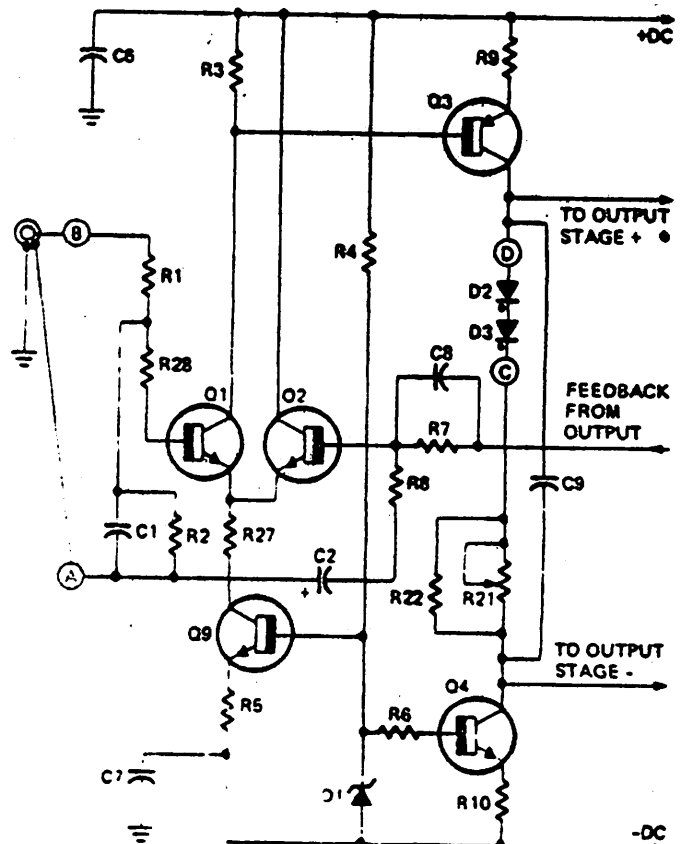 +DC
C6
R3
R9
Q3
B
TO OUTPUT
STAGE +
R4
R1
D
D2
D3
C8
R28
C
Q1
Q2
FEEDBACK
FROM
OUTPUT
R7
R8
C9
C1
R2
R27
C2
A
+
R22
R21
Q9
TO OUTPUT
STAGE -
Q4
R5
R6
C7
R10
-DC